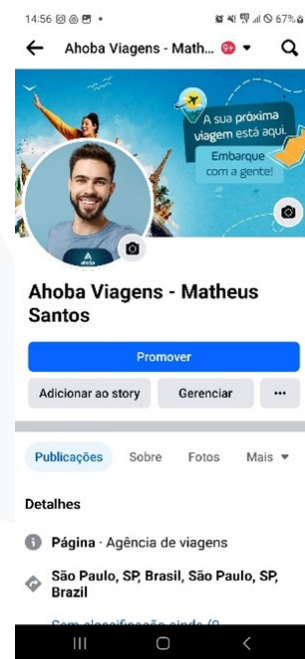 14:56
67%
Ahoba Viagens - Math... 9+
A sua próxima
viagem está aqui.
Embarque
com a gente!
ahoba
Ahoba Viagens - Matheus
Santos
Promover
Adicionar ao story
Gerenciar
...
Publicações
Sobre
Fotos
Mais
Detalhes
Página · Agência de viagens
São Paulo, SP, Brasil, São Paulo, SP,
Brazil